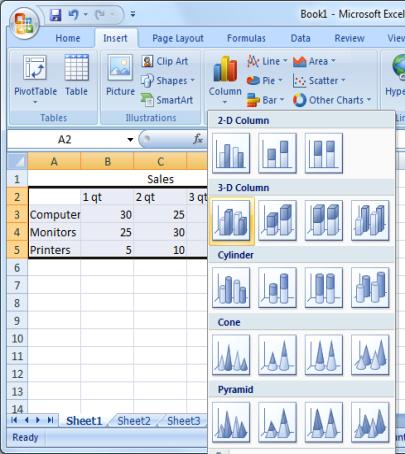 Book1 - Microsoft Excel
Home Insert Page Layout Formulas Data Review View
PivotTable Table
Tables
Picture
Clip Art
Shapes
SmartArt
Illustrations
Column
Line
Pie
Bar
Area
Scatter
Other Charts
Hype
A2 fx
2-D Column
3-D Column
Cylinder
Cone
Pyramid
A B C
1 Sales
2 1 qt 2 qt 3 qt
3 Computer 30 25
4 Monitors 25 30
5 Printers 5 10
6
7
8
9
10
11
12
13
14
Sheet1 Sheet2 Sheet3
Ready